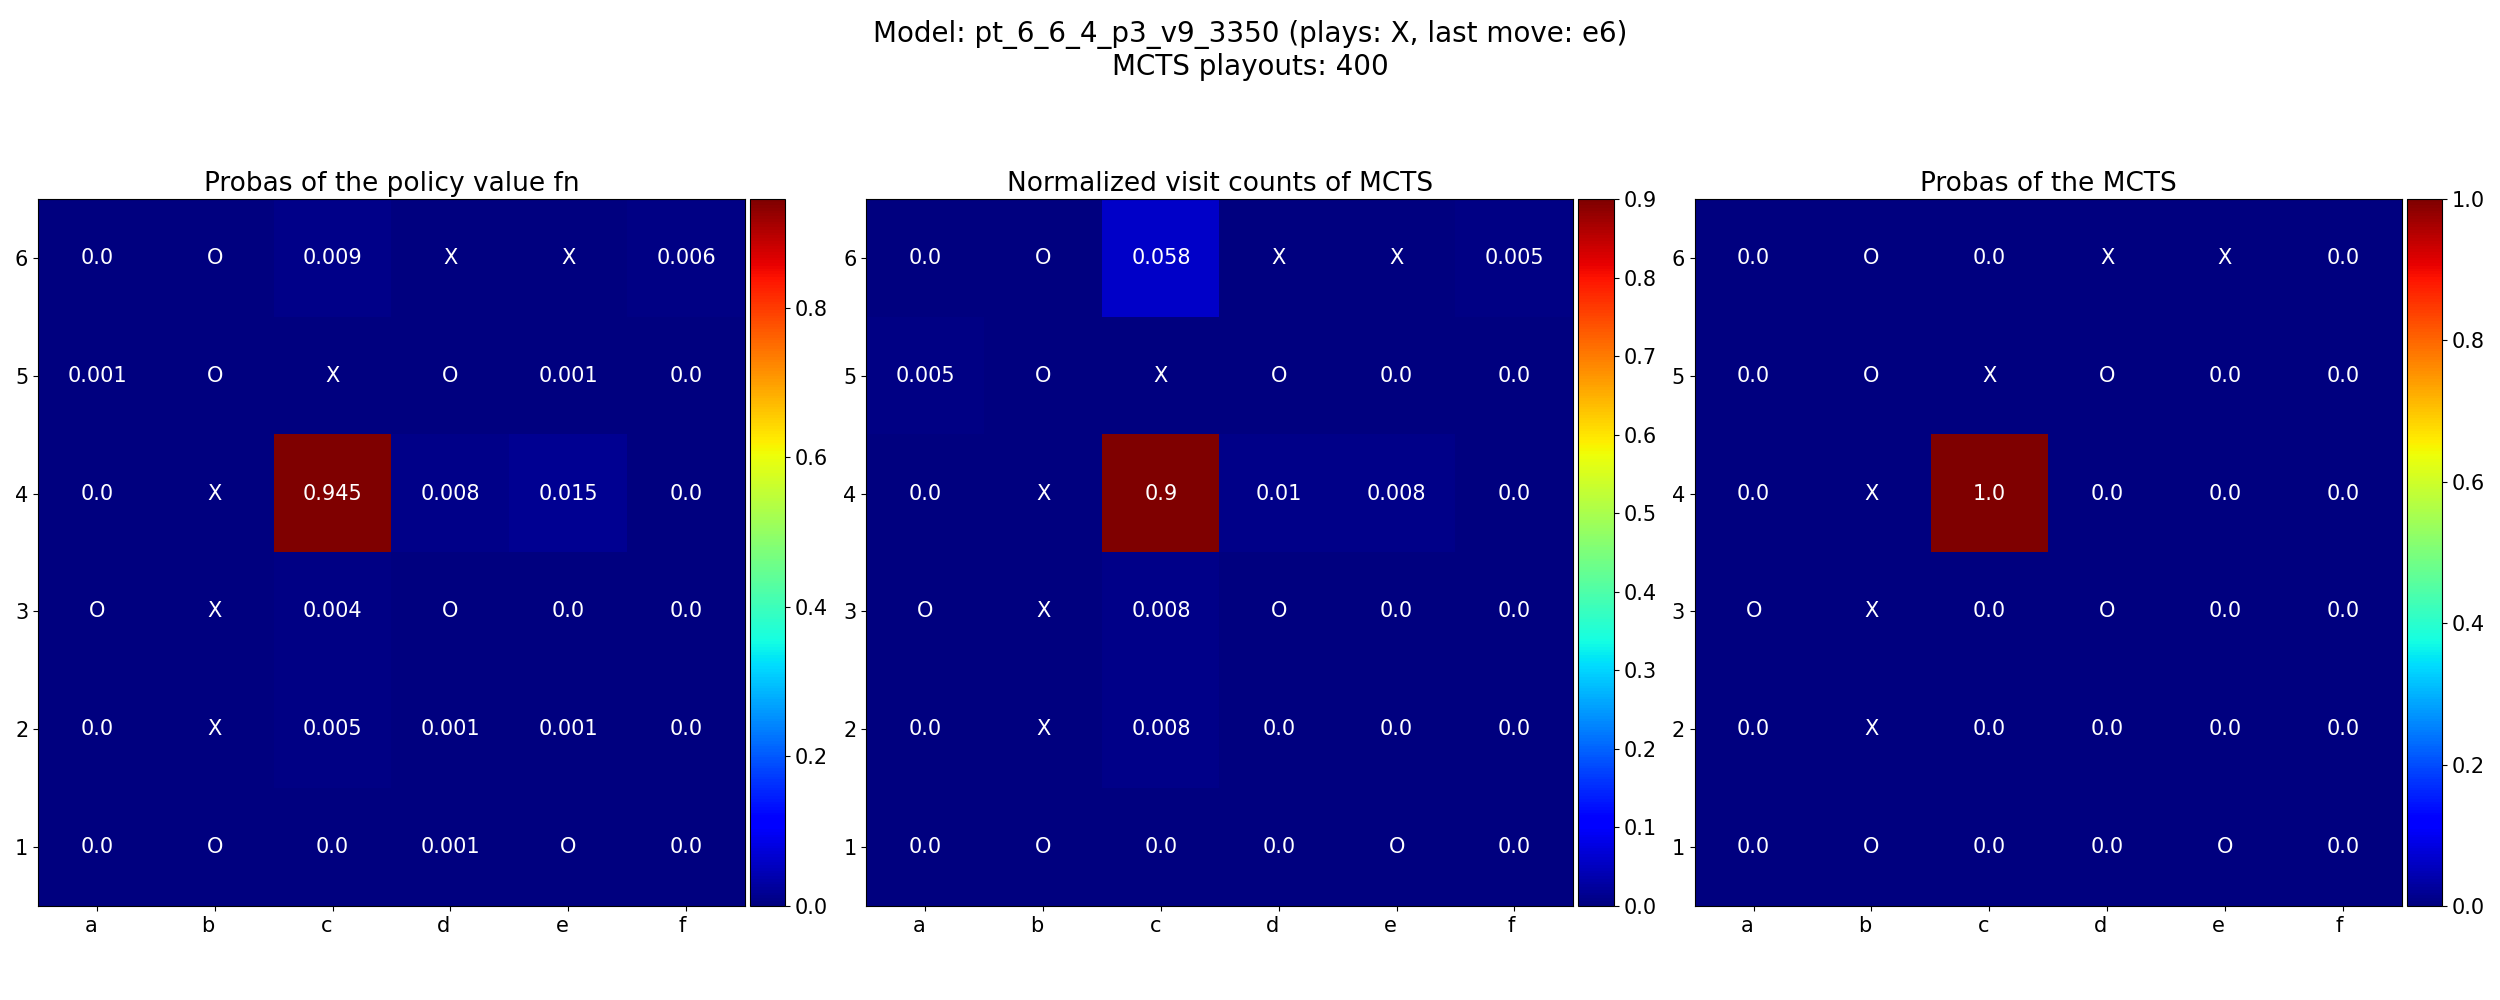 Model: pt_6_6_4_p3_v9_3350 (plays: X, last move: e6)
MCTS playouts: 400
Probas of the policy value fn
6 0.0 O 0.009 X X 0.006
5 0.001 O X O 0.001 0.0
4 0.0 X 0.945 0.008 0.015 0.0
3 O X 0.004 O 0.0 0.0
2 0.0 X 0.005 0.001 0.001 0.0
1 0.0 O 0.0 0.001 O 0.0
a b c d e f
0.8
0.6
0.4
0.2
0.0
Normalized visit counts of MCTS
6 0.0 O 0.058 X X 0.005
5 0.005 O X O 0.0 0.0
4 0.0 X 0.9 0.01 0.008 0.0
3 O X 0.008 O 0.0 0.0
2 0.0 X 0.008 0.0 0.0 0.0
1 0.0 O 0.0 0.0 O 0.0
a b c d e f
0.9
0.8
0.7
0.6
0.5
0.4
0.3
0.2
0.1
0.0
Probas of the MCTS
6 0.0 O 0.0 X X 0.0
5 0.0 O X O 0.0 0.0
4 0.0 X 1.0 0.0 0.0 0.0
3 O X 0.0 O 0.0 0.0
2 0.0 X 0.0 0.0 0.0 0.0
1 0.0 O 0.0 0.0 O 0.0
a b c d e f
1.0
0.8
0.6
0.4
0.2
0.0